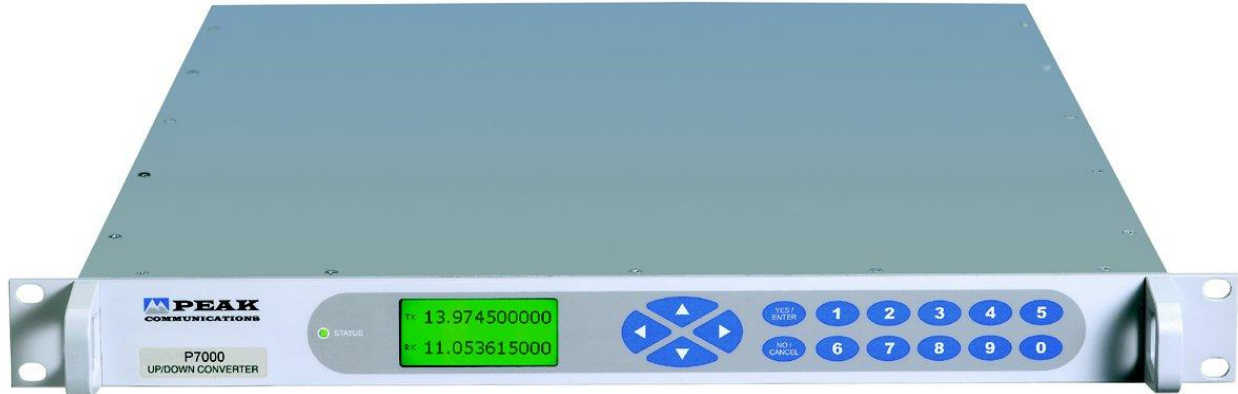 PEAK
COMMUNICATIONS
P7000
UP/DOWN CONVERTER
STATUS
TX 13.974500000
RX 11.053615000
YES /
ENTER
1 2 3 4 5
NO /
CANCEL
6 7 8 9 0